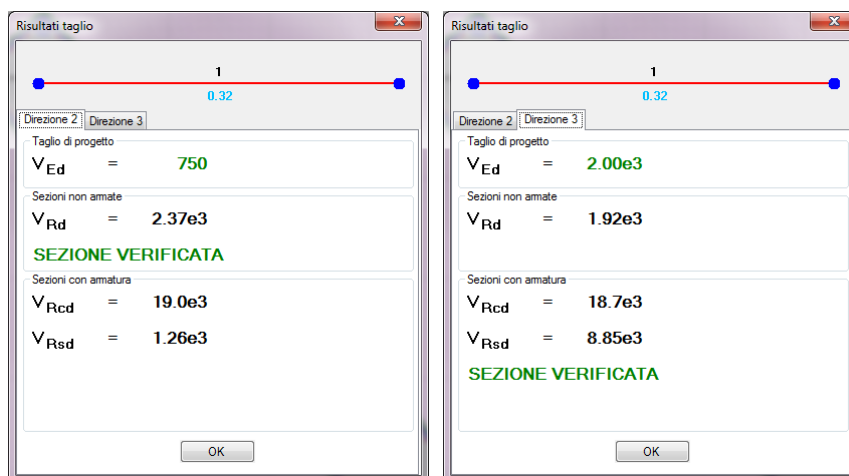 Risultati taglio
1
0.32
Direzione 2 Direzione 3
Taglio di progetto
VEd = 750
Sezioni non armate
VRd = 2.37e3
SEZIONE VERIFICATA
Sezioni con armatura
VRcd = 19.0e3
VRsd = 1.26e3
OK
Risultati taglio
1
0.32
Direzione 2 Direzione 3
Taglio di progetto
VEd = 2.00e3
Sezioni non armate
VRd = 1.92e3
Sezioni con armatura
VRcd = 18.7e3
VRsd = 8.85e3
SEZIONE VERIFICATA
OK